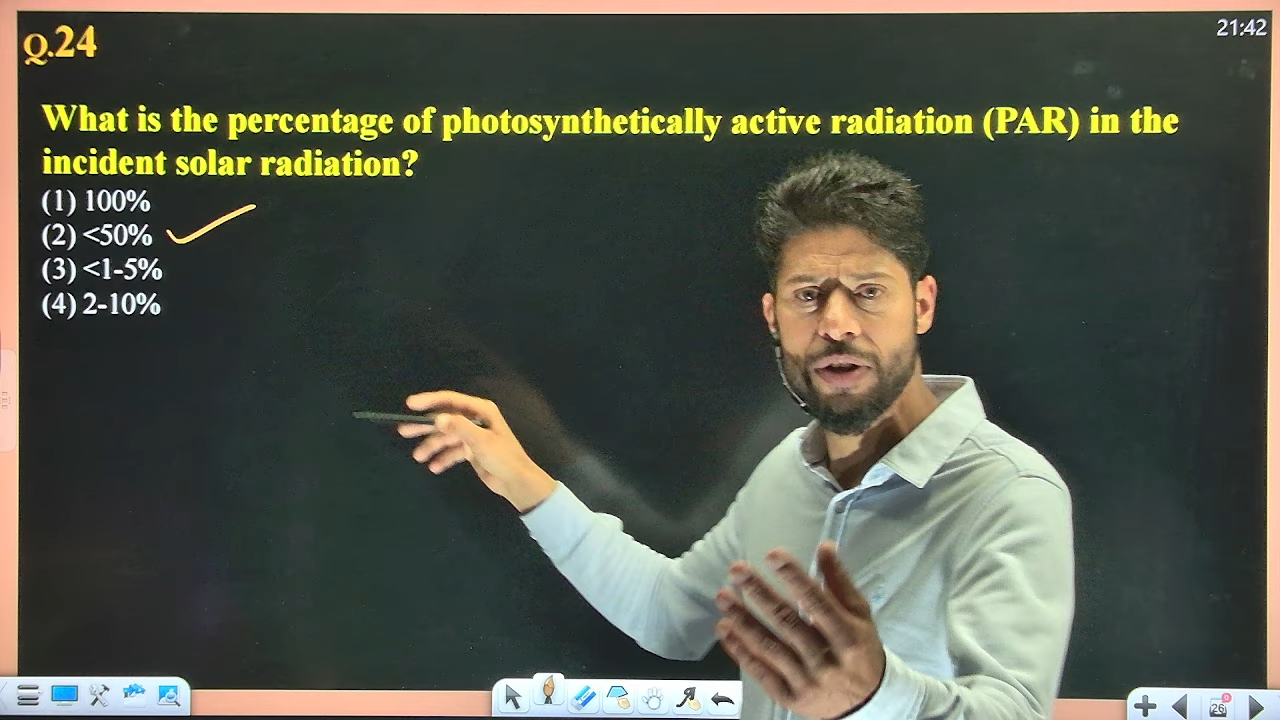 Q.24
21:42
What is the percentage of photosynthetically active radiation (PAR) in the
incident solar radiation?
(1) 100%
(2) <50%
(3) <1-5%
(4) 2-10%
26